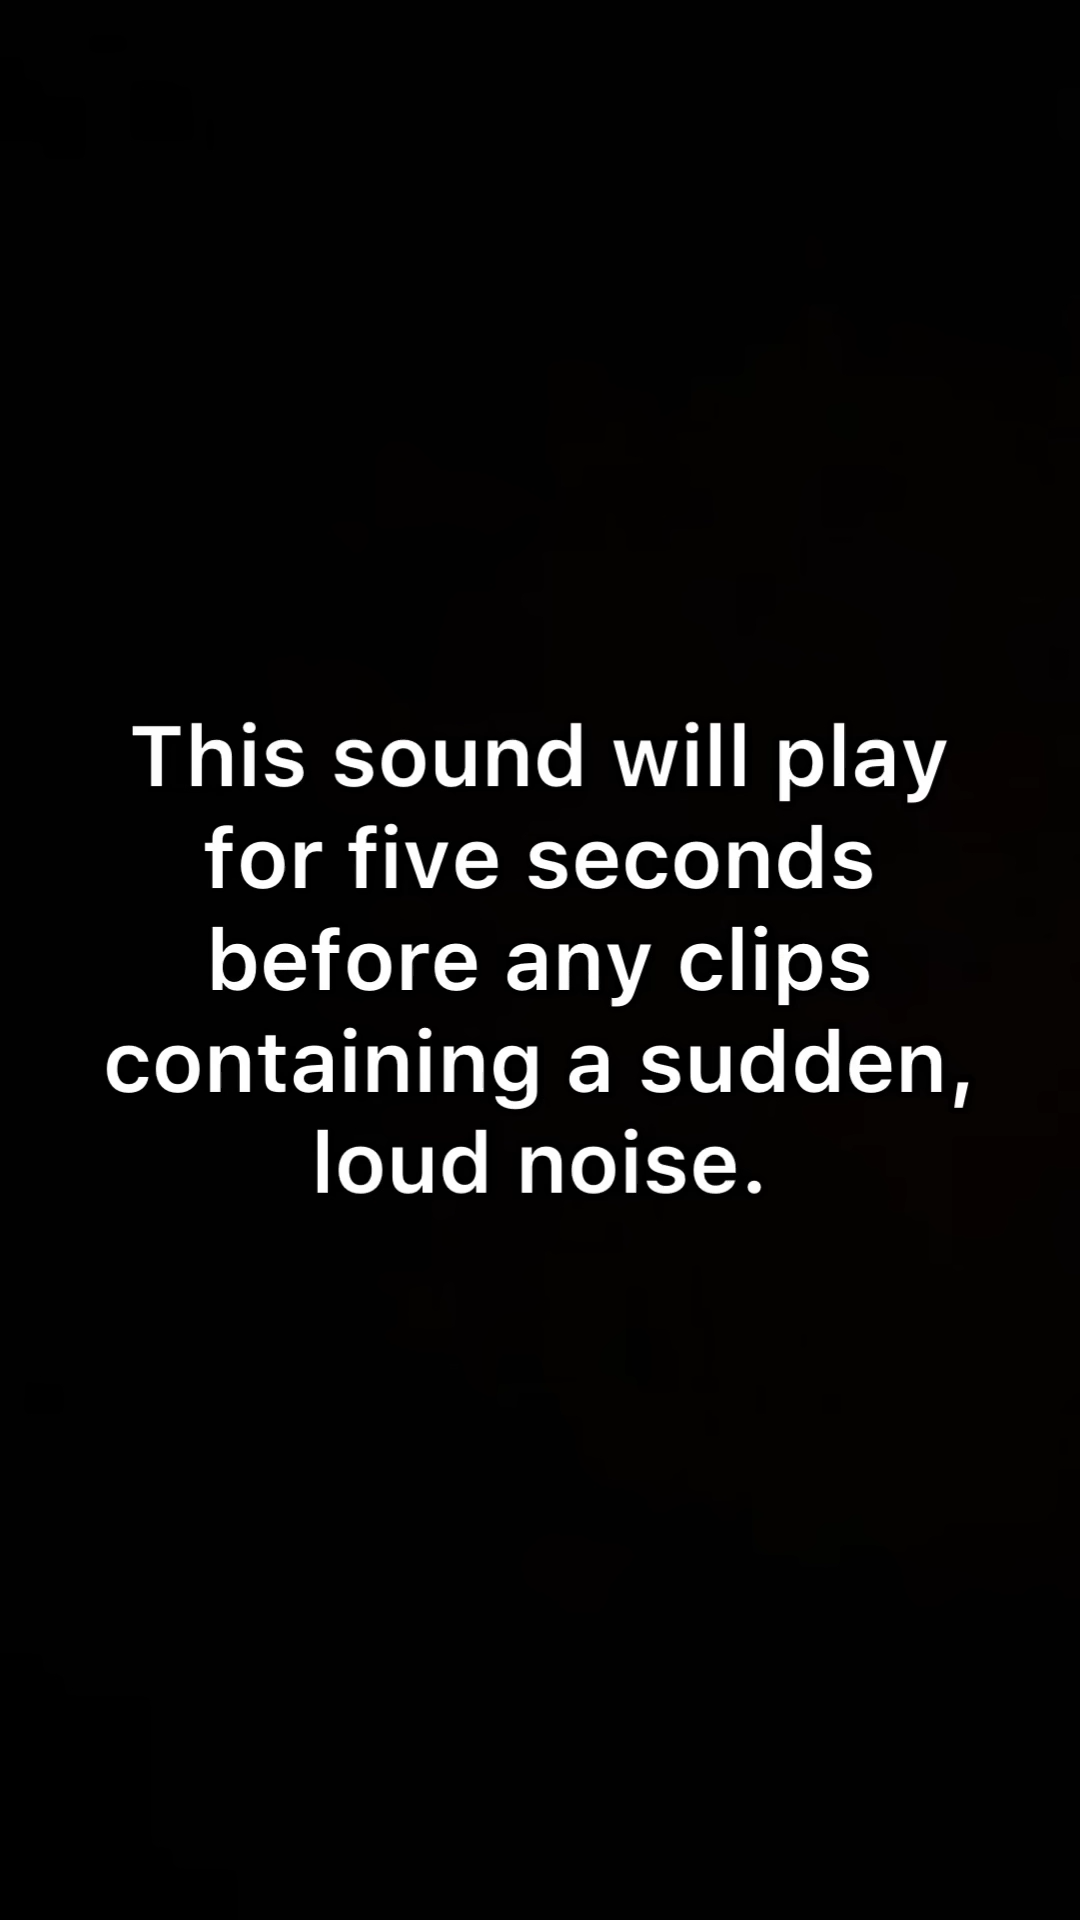 This sound will play
for five seconds
before any clips
containing a sudden,
loud noise.